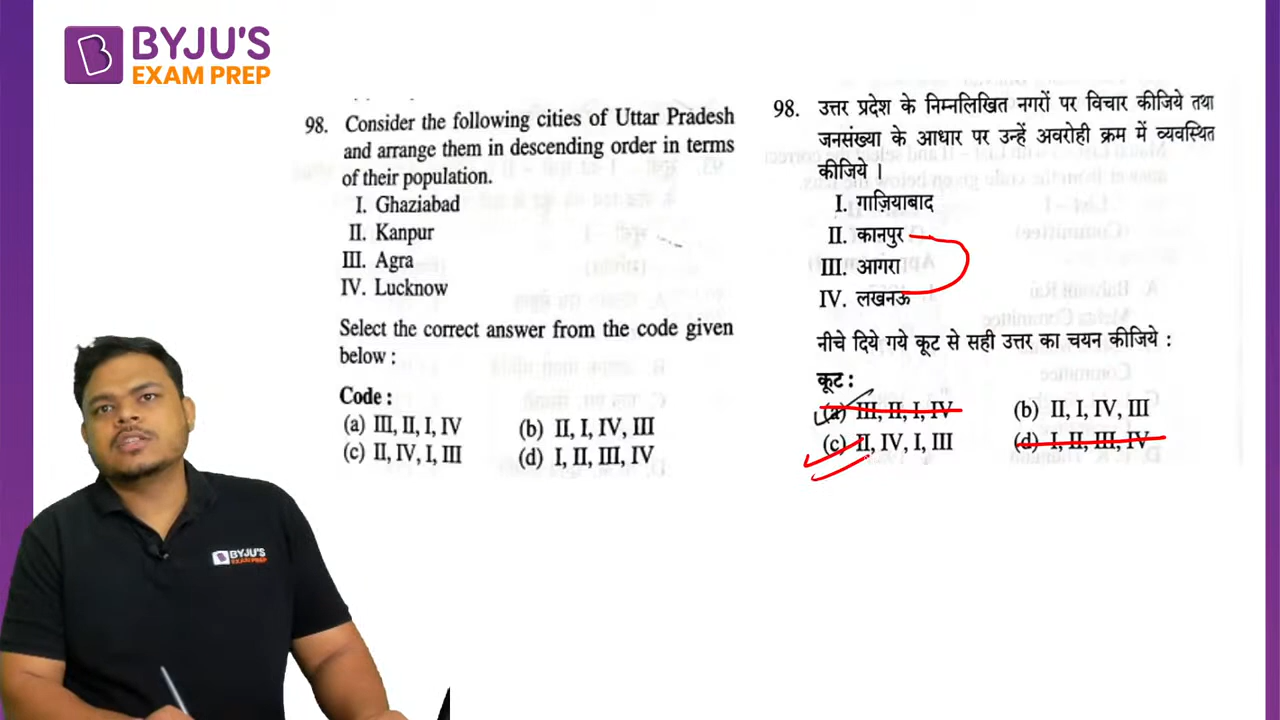 BYJU'S
EXAM PREP
98. Consider the following cities of Uttar Pradesh
and arrange them in descending order in terms
of their population.
I. Ghaziabad
II. Kanpur
III. Agra
IV. Lucknow
Select the correct answer from the code given
below :
Code :
(a) III, II, I, IV (b) II, I, IV, III
(c) II, IV, I, III (d) I, II, III, IV
98. उत्तर प्रदेश के निम्नलिखित नगरों पर विचार कीजिये तथा
जनसंख्या के आधार पर उन्हें अवरोही क्रम में व्यवस्थित
कीजिये ।
I. गाज़ियाबाद
II. कानपुर
III. आगरा
IV. लखनऊ
नीचे दिये गये कूट से सही उत्तर का चयन कीजिये :
कूट :
(a) III, II, I, IV (b) II, I, IV, III
(c) II, IV, I, III (d) I, II, III, IV
BYJU'S
EXAM PREP